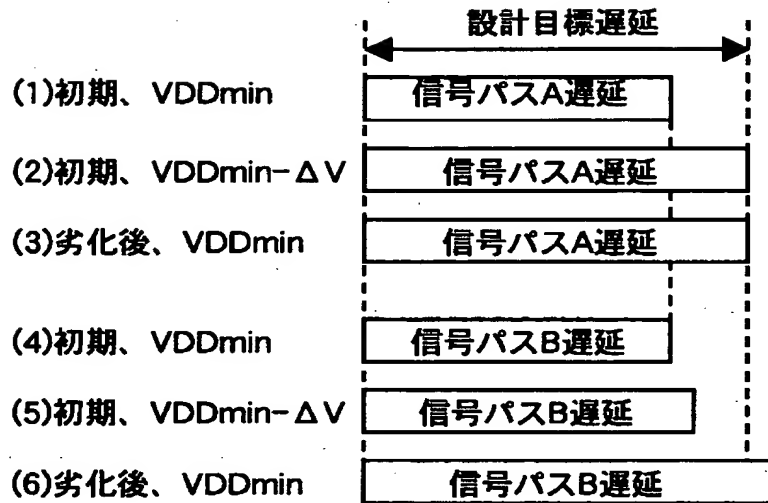 設計目標遅延
(1)初期、VDDmin 信号パスA遅延
(2)初期、VDDmin-ΔV 信号パスA遅延
(3)劣化後、VDDmin 信号パスA遅延
(4)初期、VDDmin 信号パスB遅延
(5)初期、VDDmin-ΔV 信号パスB遅延
(6)劣化後、VDDmin 信号パスB遅延